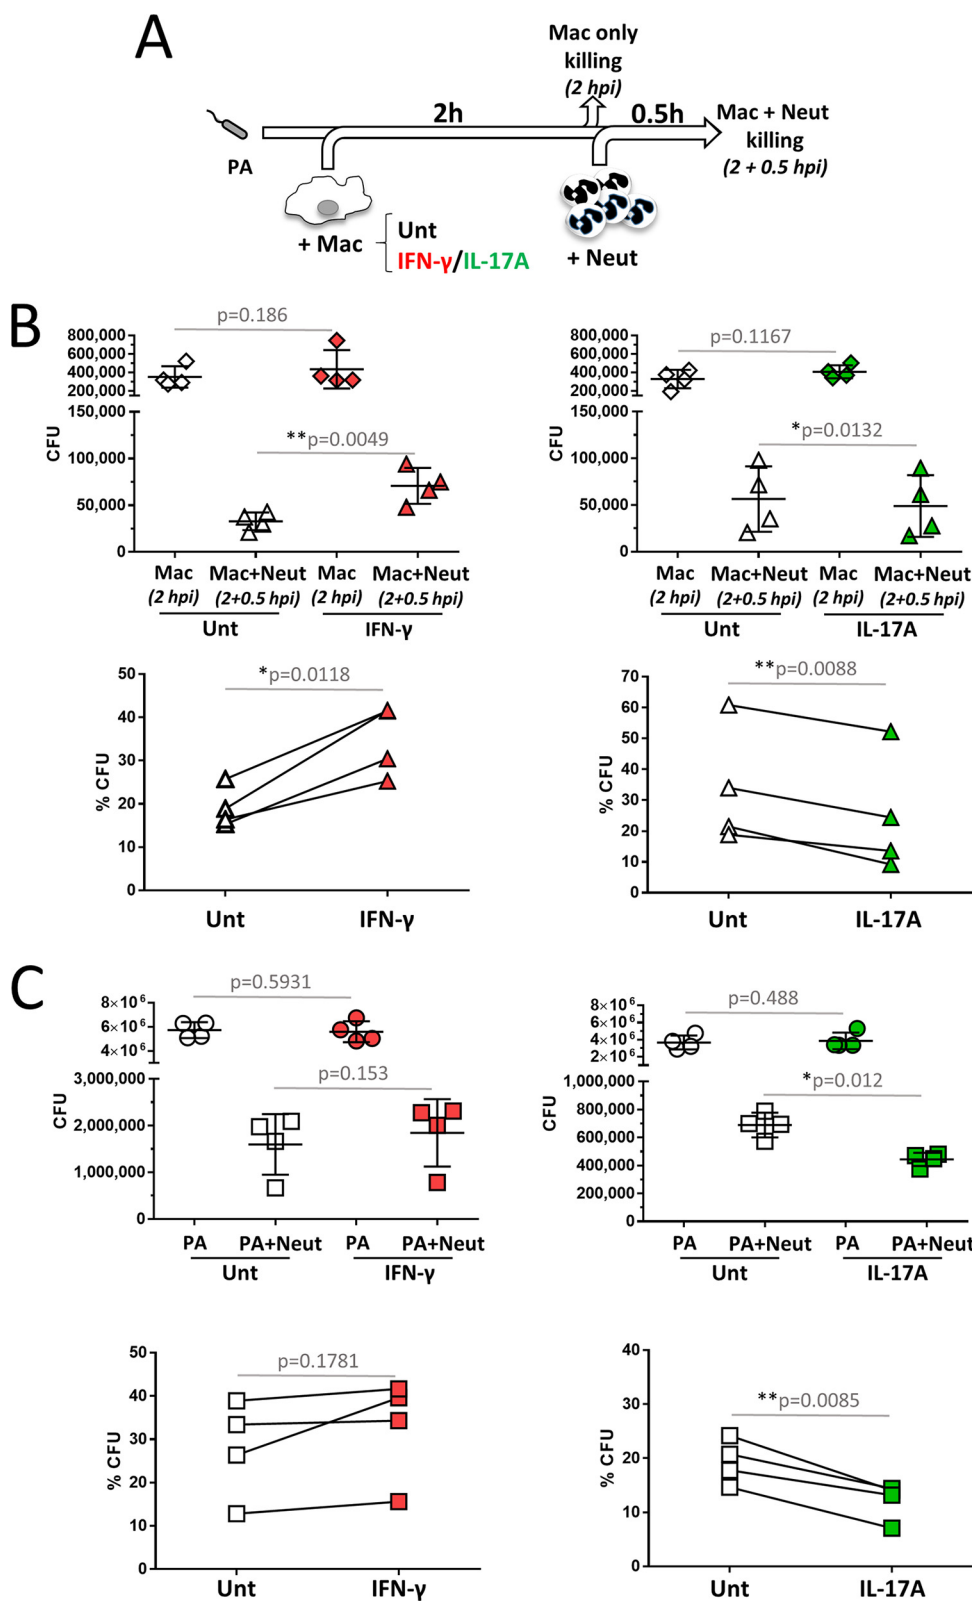 A
Mac only
killing
(2 hpi)
2h
0.5h
Mac + Neut
killing
(2 + 0.5 hpi)
PA
+ Mac
Unt
IFN-γ/IL-17A
+ Neut
B
p=0.186
800,000
600,000
400,000
200,000
0
150,000
100,000
50,000
0
CFU
**p=0.0049
Mac
(2 hpi)
Mac+Neut
(2+0.5 hpi)
Mac
(2 hpi)
Mac+Neut
(2+0.5 hpi)
Unt
IFN-γ
p=0.1167
800,000
600,000
400,000
200,000
0
150,000
100,000
50,000
0
CFU
*p=0.0132
Mac
(2 hpi)
Mac+Neut
(2+0.5 hpi)
Mac
(2 hpi)
Mac+Neut
(2+0.5 hpi)
Unt
IL-17A
*p=0.0118
50
40
30
20
10
0
% CFU
Unt
IFN-γ
**p=0.0088
70
60
50
40
30
20
10
0
% CFU
Unt
IL-17A
C
p=0.5931
8×10⁶
6×10⁶
4×10⁶
3,000,000
2,000,000
1,000,000
0
CFU
p=0.153
PA
PA+Neut
PA
PA+Neut
Unt
IFN-γ
p=0.488
8×10⁶
6×10⁶
4×10⁶
2×10⁶
1,000,000
800,000
600,000
400,000
200,000
0
CFU
*p=0.012
PA
PA+Neut
PA
PA+Neut
Unt
IL-17A
p=0.1781
50
40
30
20
10
0
% CFU
Unt
IFN-γ
**p=0.0085
40
30
20
10
0
% CFU
Unt
IL-17A